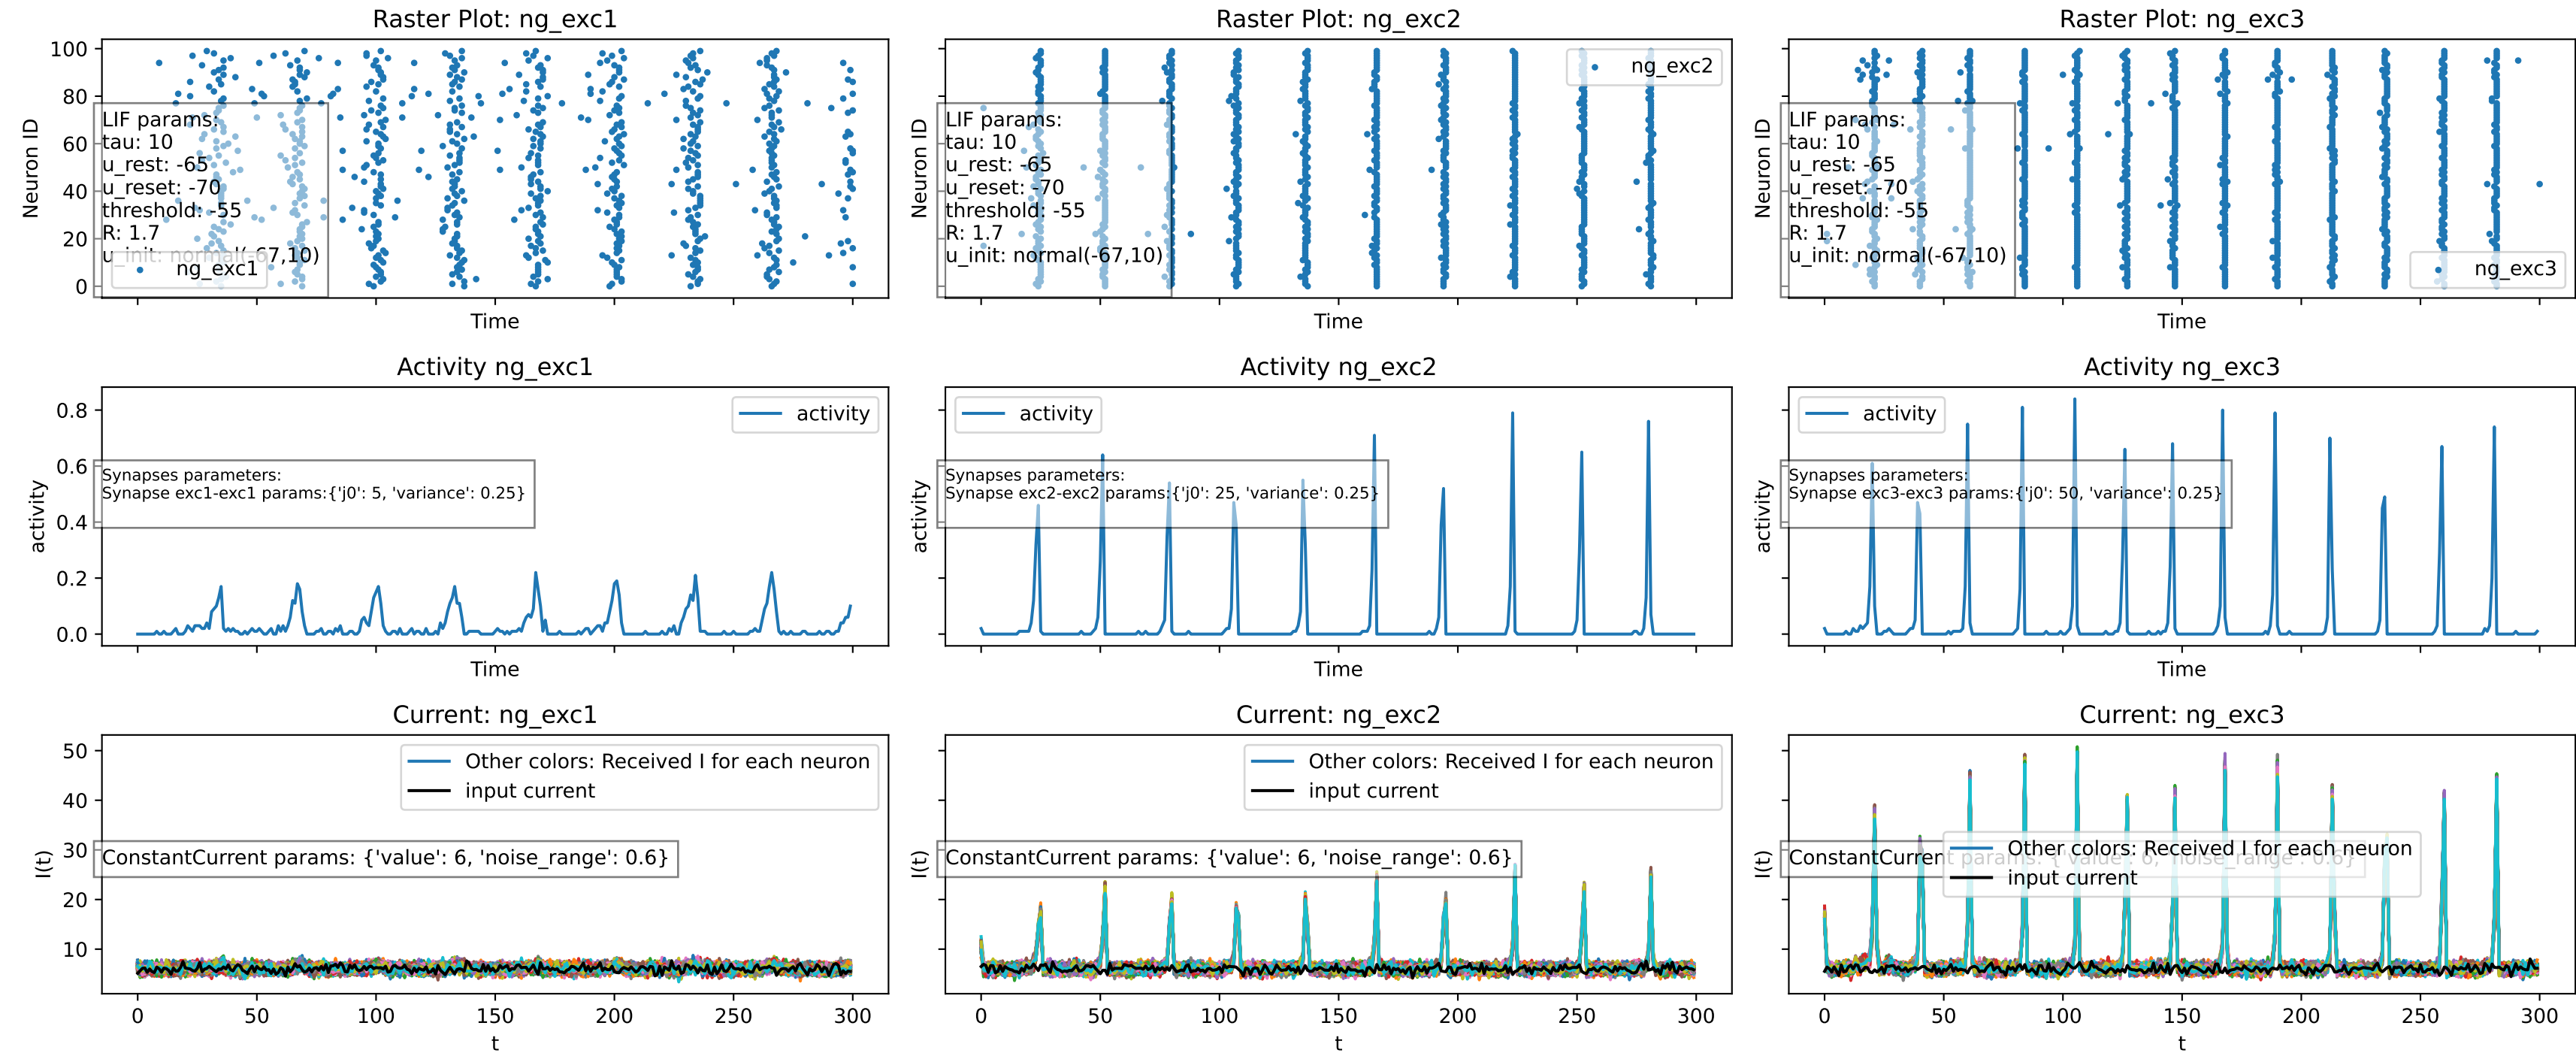 Raster Plot: ng_exc1
100
80
60
40
20
0
Neuron ID
LIF params:
tau: 10
u_rest: -65
u_reset: -70
threshold: -55
R: 1.7
u_init: normal(-67,10)
ng_exc1
Time
Raster Plot: ng_exc2
Neuron ID
ng_exc2
LIF params:
tau: 10
u_rest: -65
u_reset: -70
threshold: -55
R: 1.7
u_init: normal(-67,10)
Time
Raster Plot: ng_exc3
Neuron ID
LIF params:
tau: 10
u_rest: -65
u_reset: -70
threshold: -55
R: 1.7
u_init: normal(-67,10)
ng_exc3
Time
Activity ng_exc1
0.8
0.6
0.4
0.2
0.0
activity
activity
Synapses parameters:
Synapse exc1-exc1 params:{'j0': 5, 'variance': 0.25}
Time
Activity ng_exc2
activity
activity
Synapses parameters:
Synapse exc2-exc2 params:{'j0': 25, 'variance': 0.25}
Time
Activity ng_exc3
activity
activity
Synapses parameters:
Synapse exc3-exc3 params:{'j0': 50, 'variance': 0.25}
Time
Current: ng_exc1
50
40
30
20
10
I(t)
Other colors: Received I for each neuron
input current
ConstantCurrent params: {'value': 6, 'noise_range': 0.6}
0 50 100 150 200 250 300
t
Current: ng_exc2
I(t)
Other colors: Received I for each neuron
input current
ConstantCurrent params: {'value': 6, 'noise_range': 0.6}
0 50 100 150 200 250 300
t
Current: ng_exc3
I(t)
Other colors: Received I for each neuron
input current
ConstantCurrent params: {'value': 6, 'noise_range': 0.6}
0 50 100 150 200 250 300
t